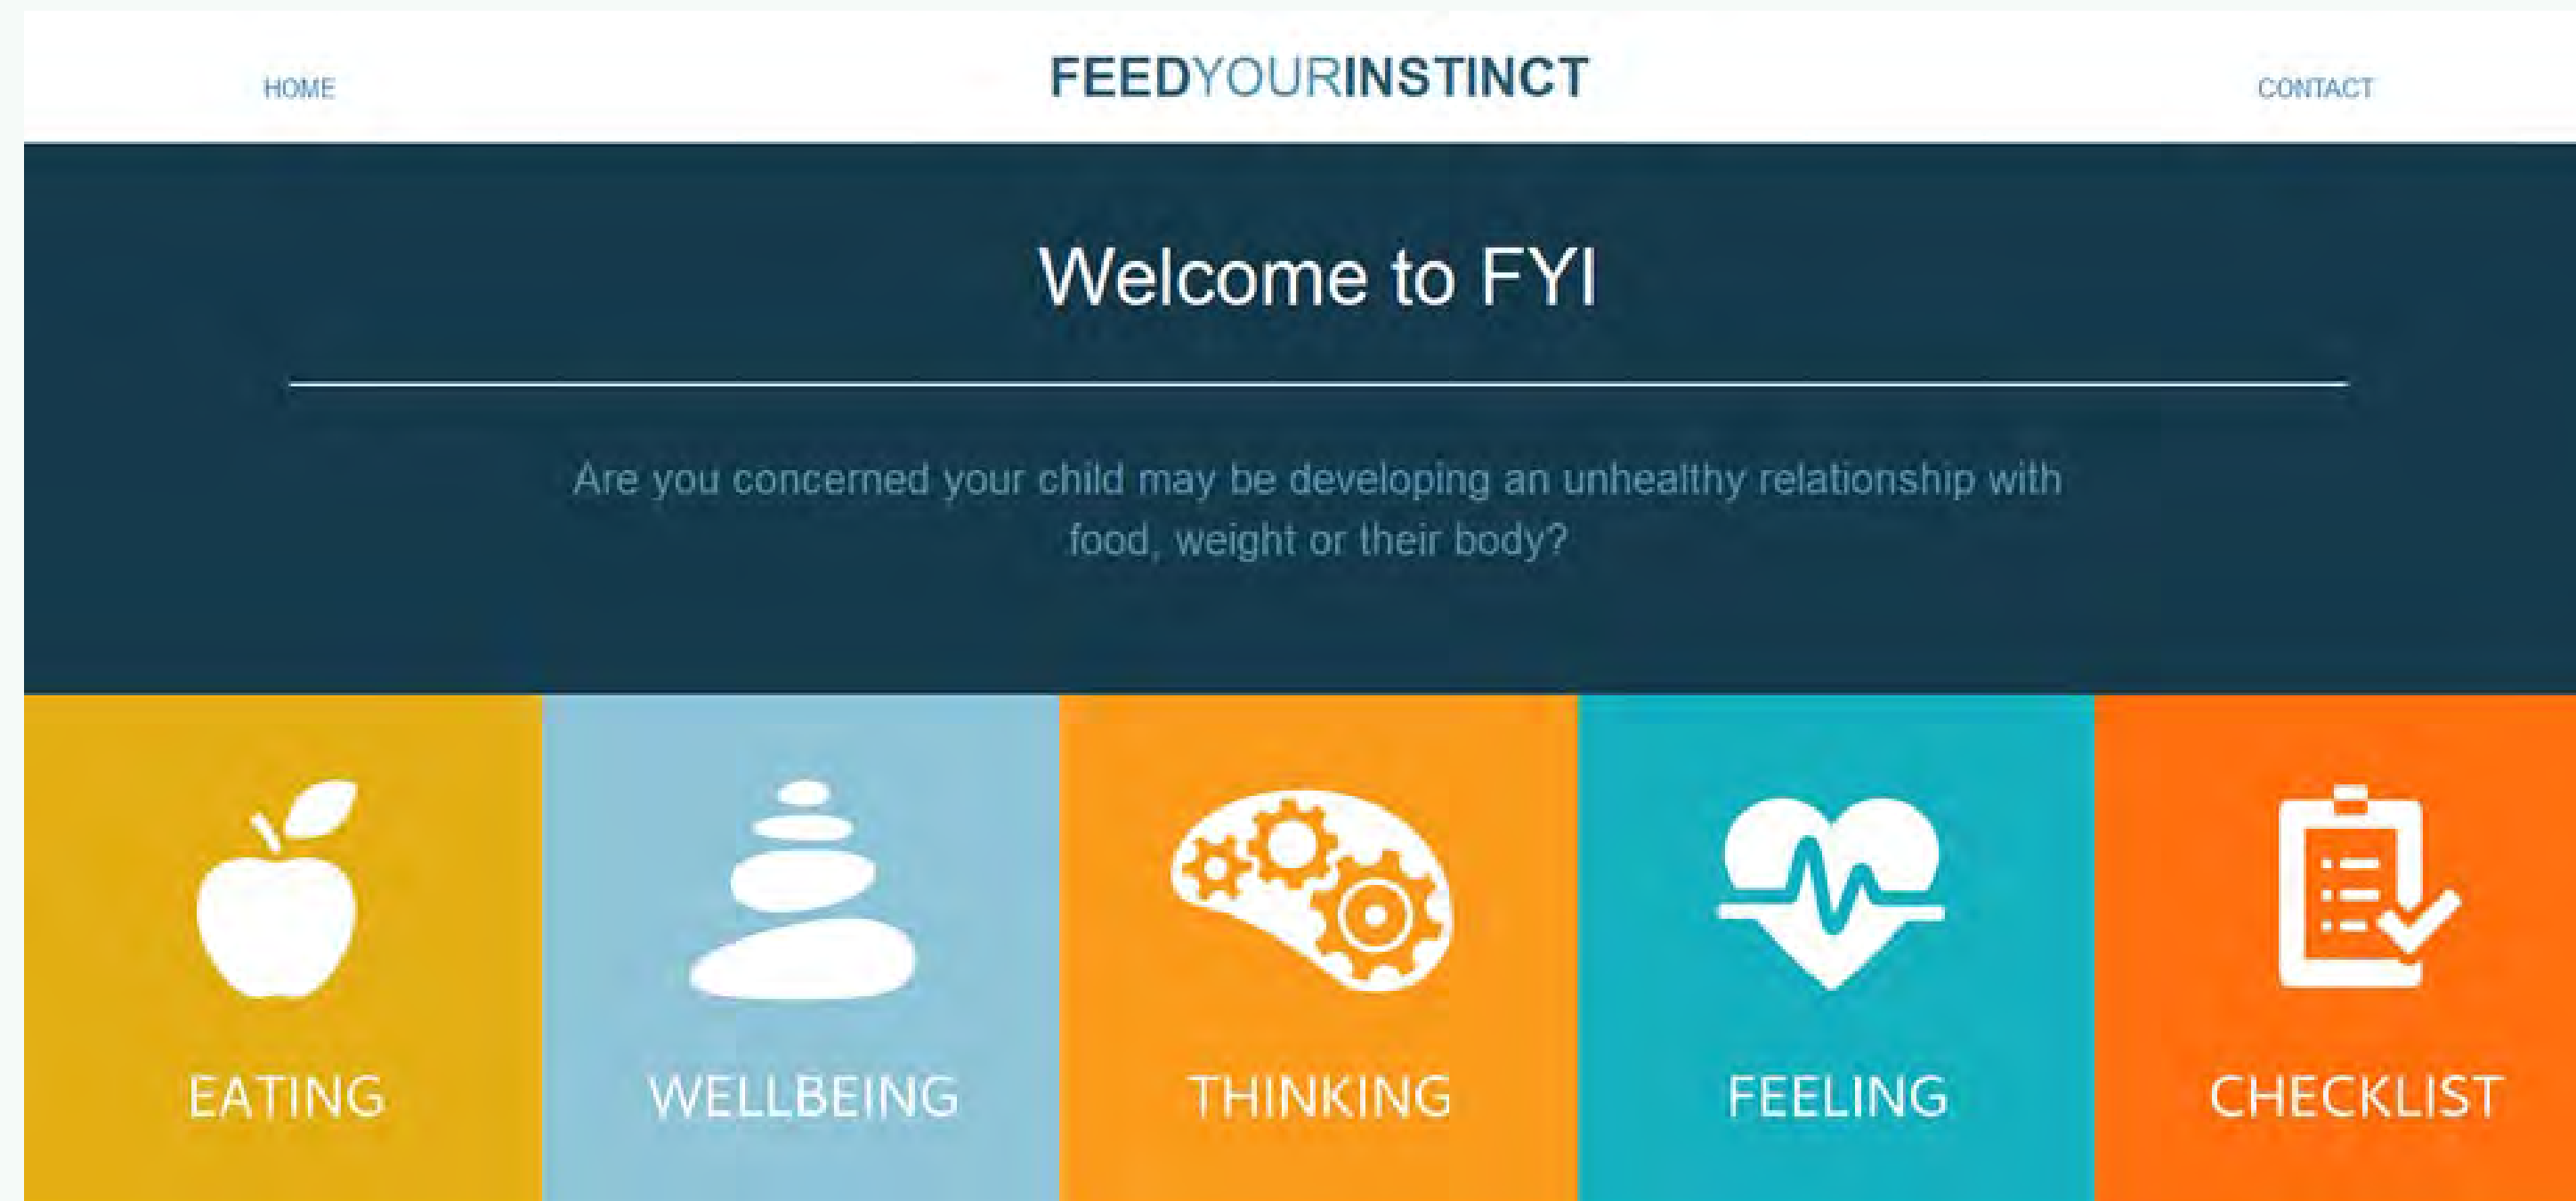 HOME
FEEDYOURINSTINCT
CONTACT
Welcome to FYI
Are you concerned your child may be developing an unhealthy relationship with
food, weight or their body?
EATING
WELLBEING
THINKING
FEELING
CHECKLIST